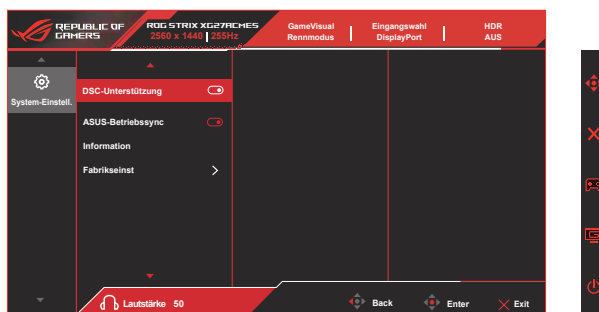 REPUBLIC OF
GAMERS
ROG STRIX XG27ACMES
2560 x 1440 255Hz
GameVisual
Rennmodus
Eingangswahl
DisplayPort
HDR
AUS
System-Einstell.
DSC-Unterstützung
ASUS-Betriebssync
Information
Fabrikseinst
Lautstärke 50
Back
Enter
Exit